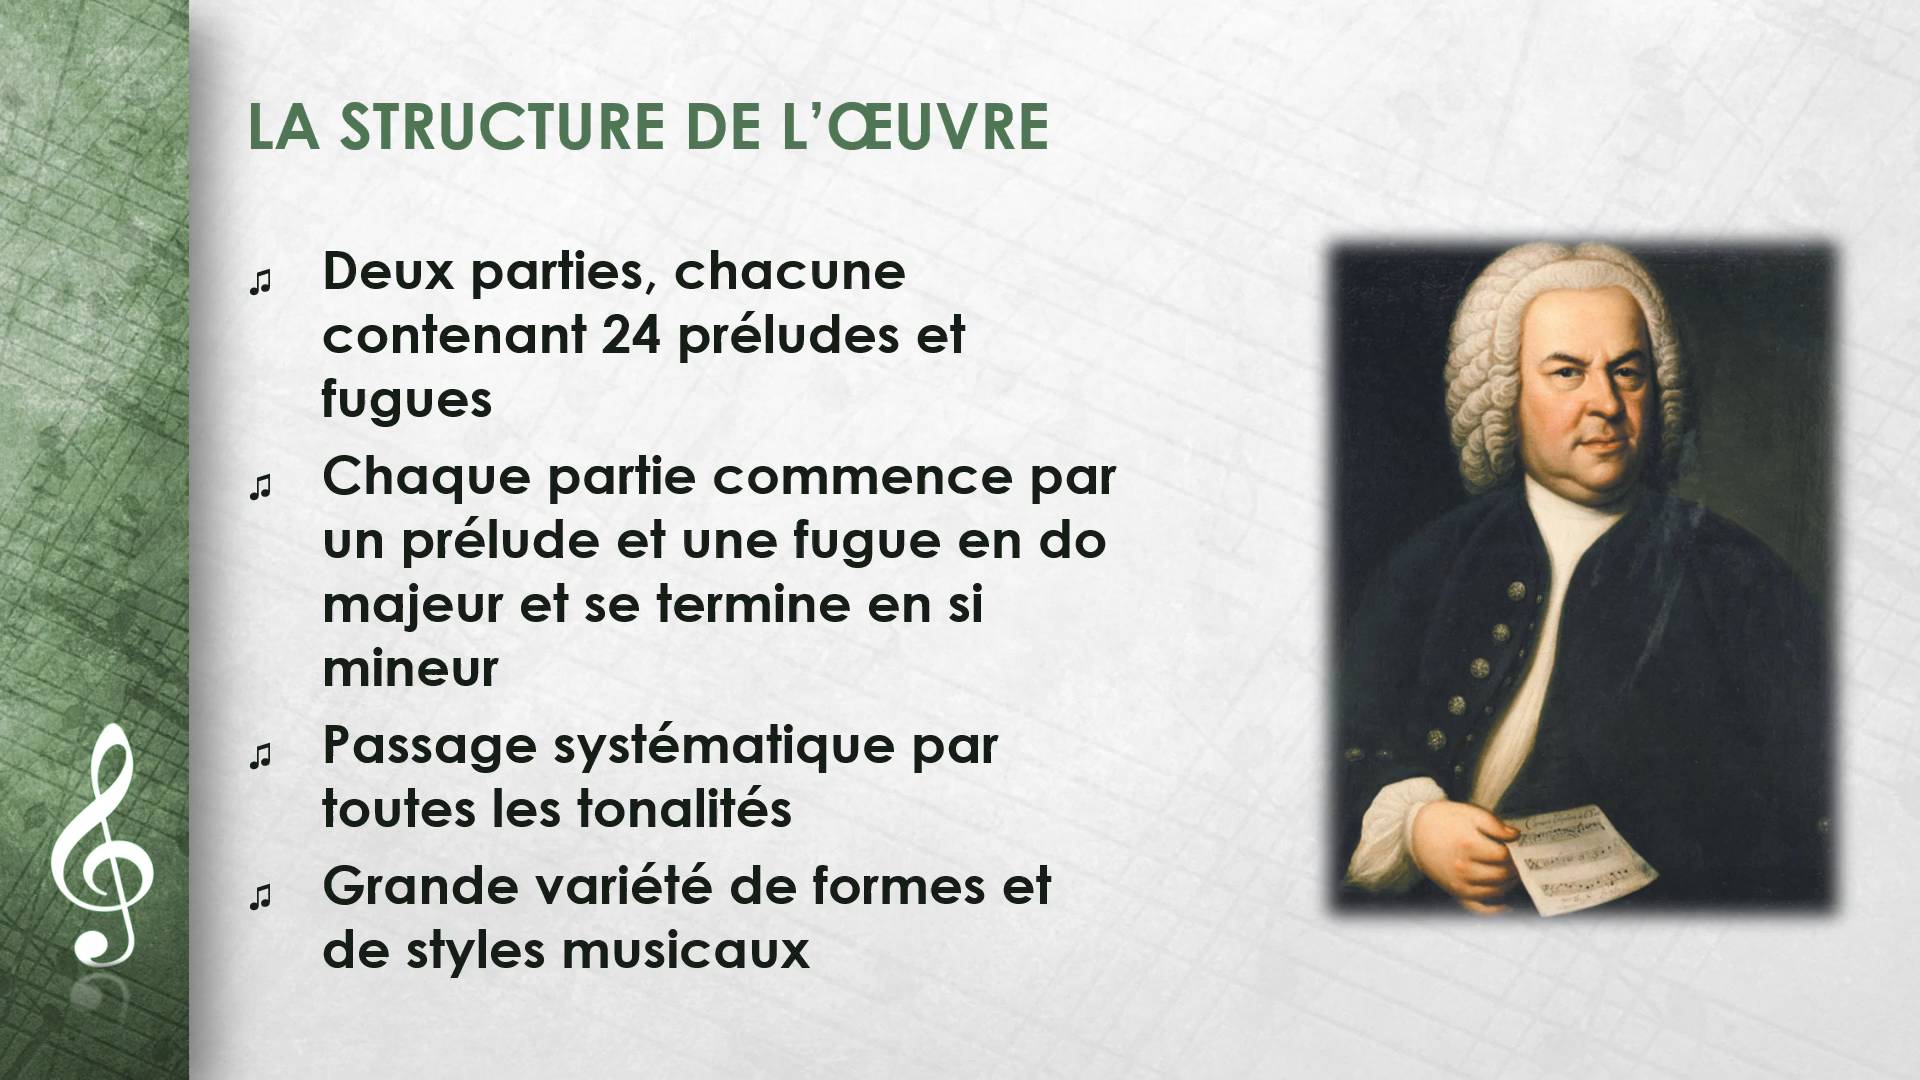 LA STRUCTURE DE L’ŒUVRE
♫ Deux parties, chacune
contenant 24 préludes et
fugues
♫ Chaque partie commence par
un prélude et une fugue en do
majeur et se termine en si
mineur
♫ Passage systématique par
toutes les tonalités
♫ Grande variété de formes et
de styles musicaux